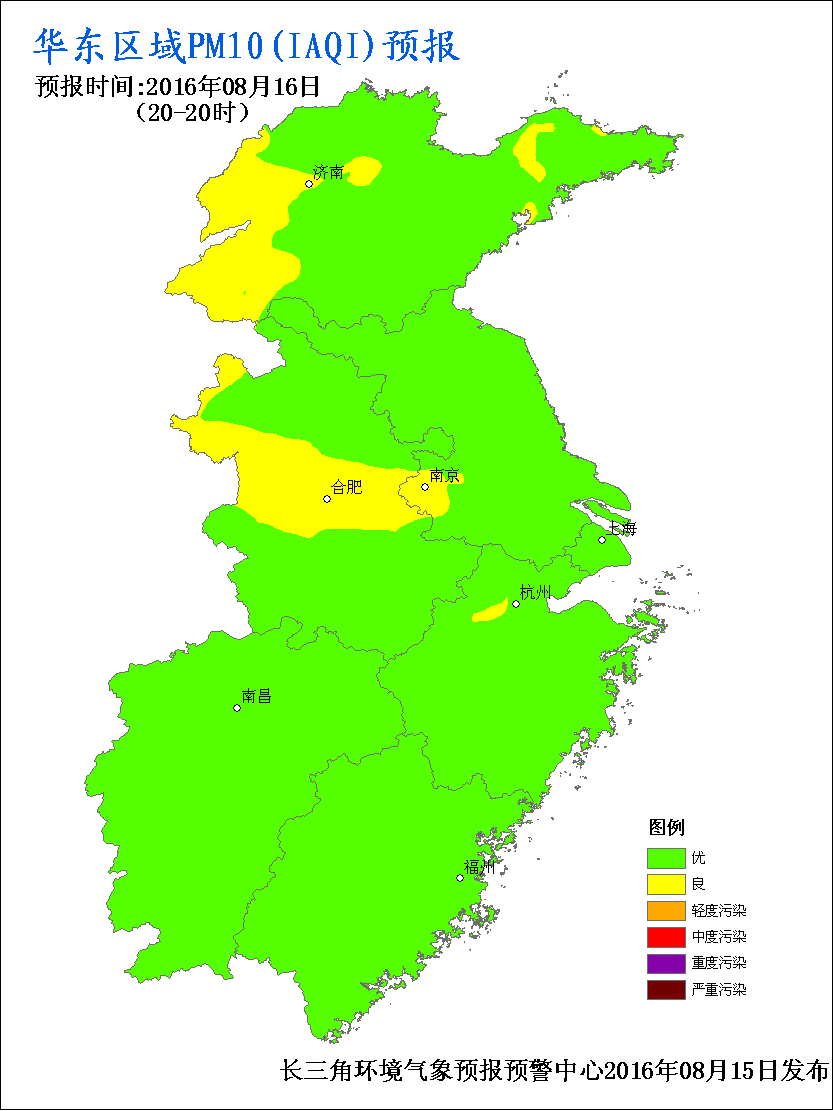 华东区域PM10(IAQI)预报
预报时间:2016年08月16日
(20-20时)
济南
南京
合肥
上海
杭州
南昌
福州
图例
优
良
轻度污染
中度污染
重度污染
严重污染
长三角环境气象预报预警中心2016年08月15日发布